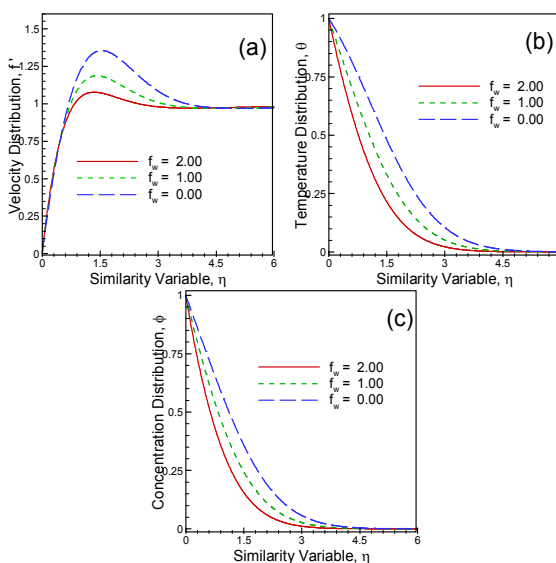 (a)
Velocity Distribution, f '
1.5
1.25
1
0.75
0.5
0.25
0
f_w = 2.00
f_w = 1.00
f_w = 0.00
0 1.5 3 4.5 6
Similarity Variable, η
(b)
Temperature Distribution, θ
1
0.75
0.5
0.25
0
f_w = 2.00
f_w = 1.00
f_w = 0.00
0 1.5 3 4.5
Similarity Variable, η
(c)
Concentration Distribution, ϕ
1
0.75
0.5
0.25
0
f_w = 2.00
f_w = 1.00
f_w = 0.00
0 1.5 3 4.5 6
Similarity Variable, η